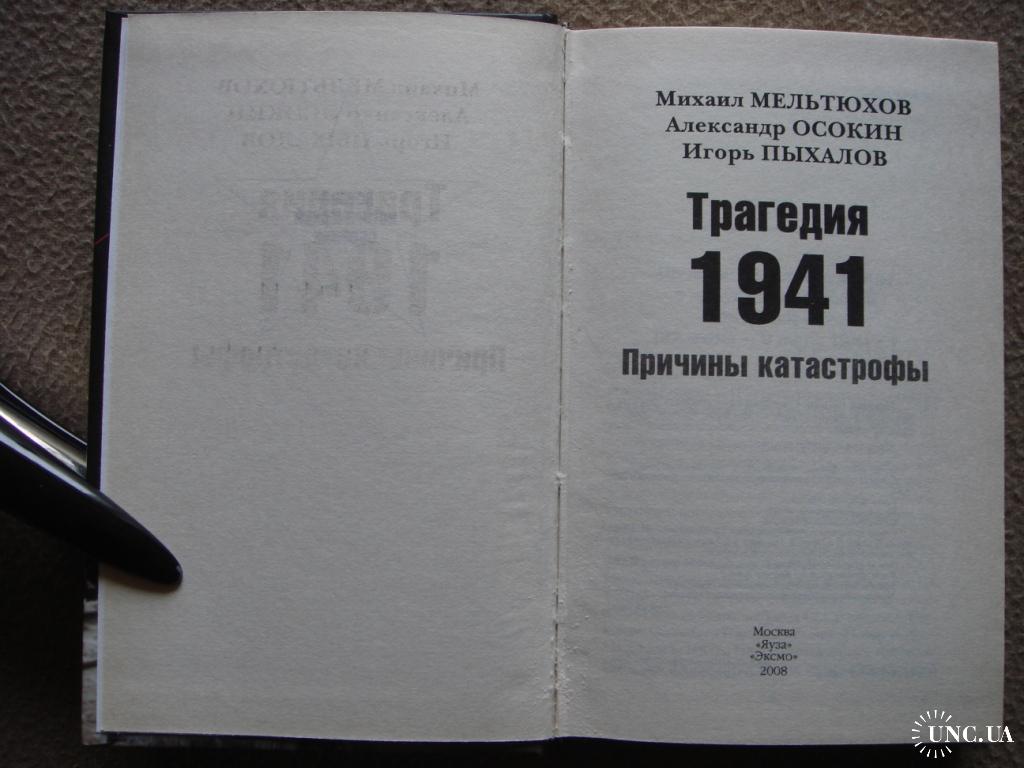 Михаил МЕЛЬТЮХОВ
Александр ОСОКИН
Игорь ПЫХАЛОВ
Трагедия
1941
Причины катастрофы
Москва
«Яуза»
«Эксмо»
2008
UNC.UA